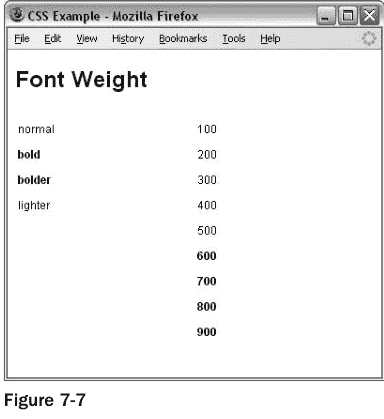 CSS Example - Mozilla Firefox
File Edit View History Bookmarks Tools Help
Font Weight
normal 100
bold 200
bolder 300
lighter 400
500
600
700
800
900
Figure 7-7